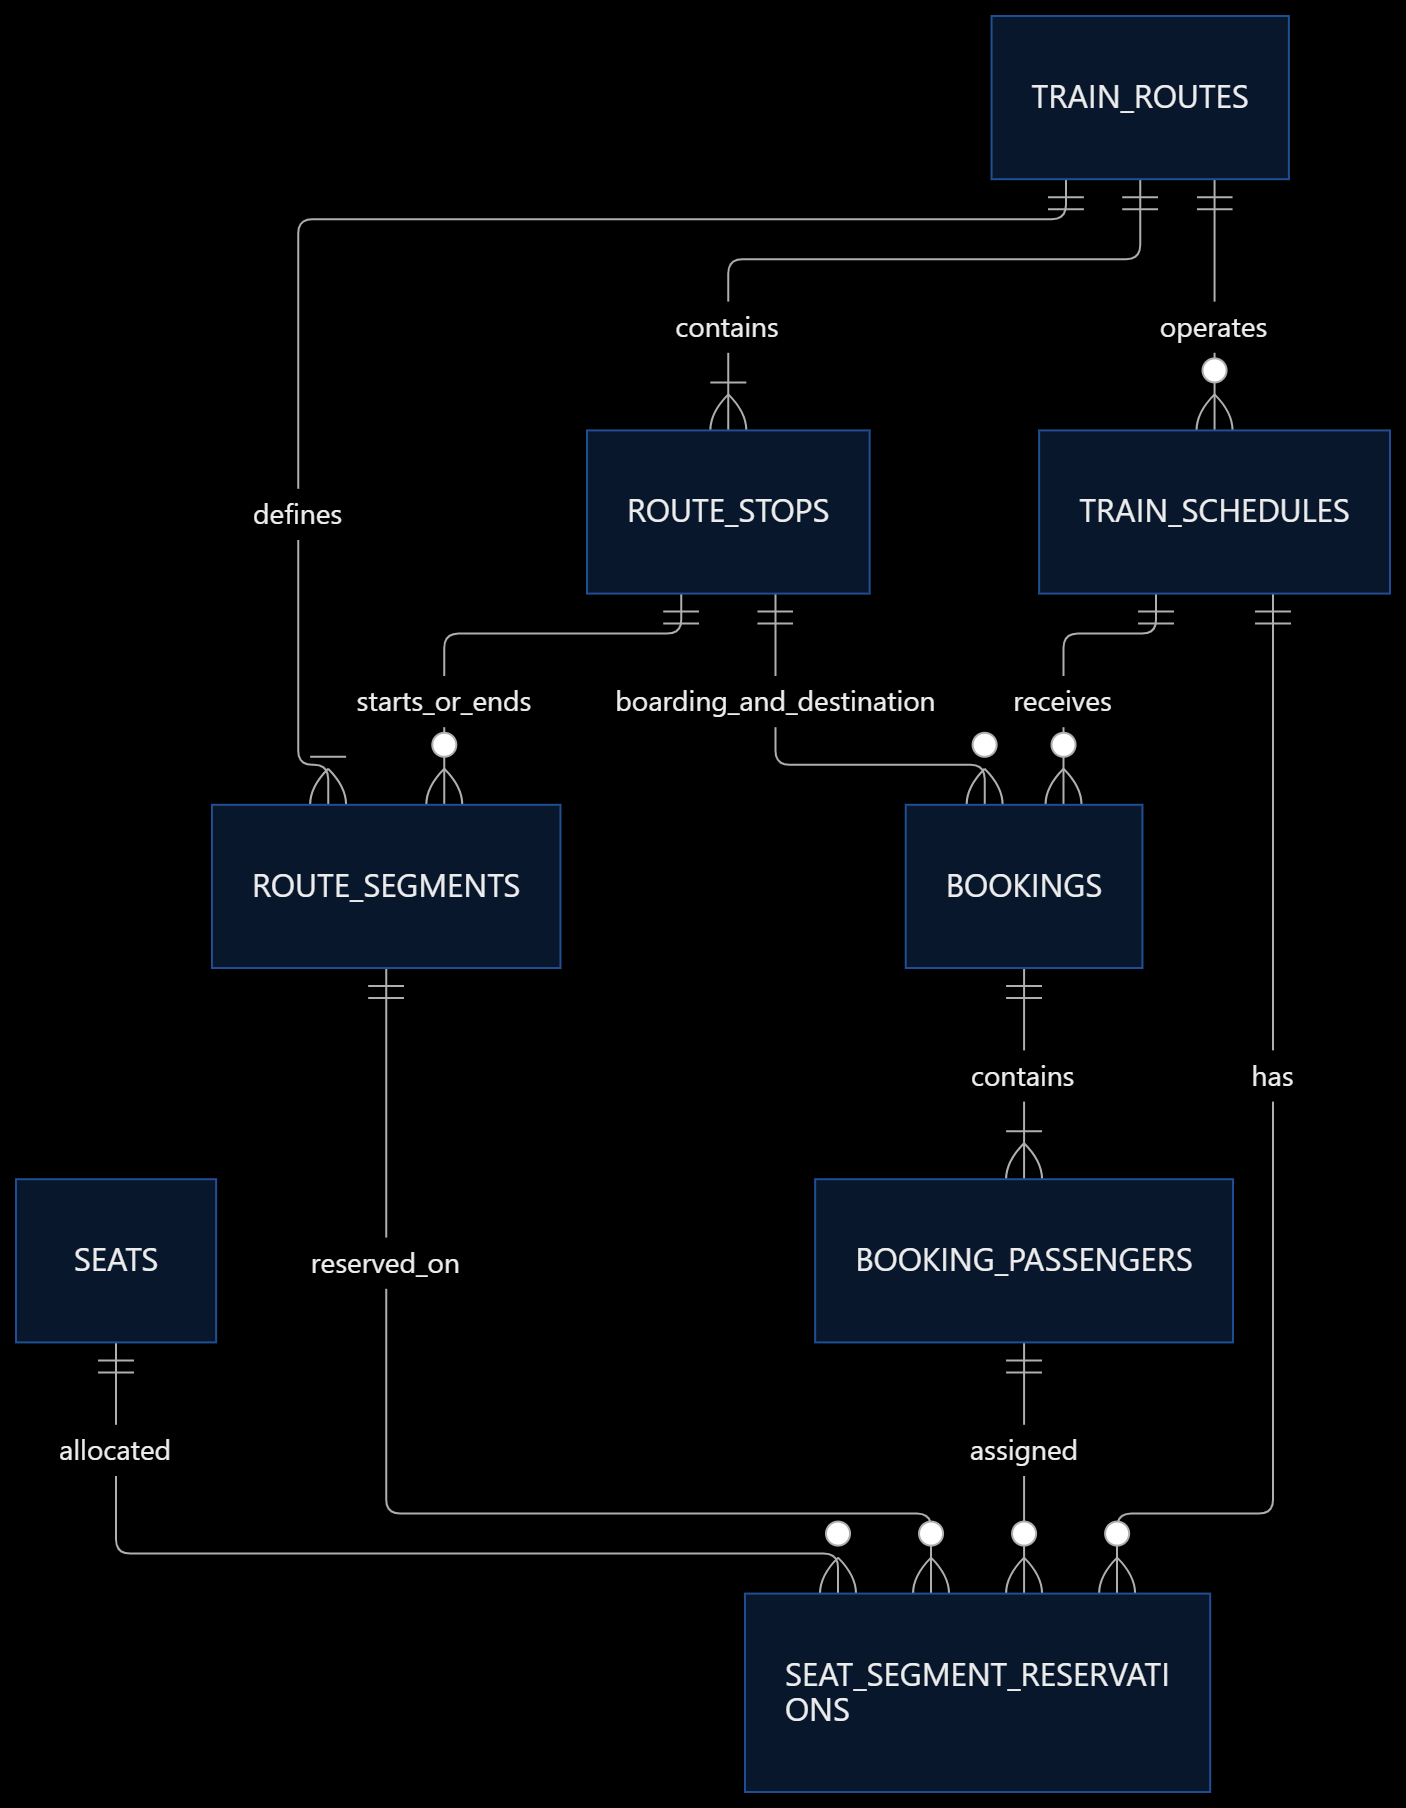 TRAIN_ROUTES
contains
operates
ROUTE_STOPS
TRAIN_SCHEDULES
defines
starts_or_ends
boarding_and_destination
receives
ROUTE_SEGMENTS
BOOKINGS
contains
has
SEATS
reserved_on
BOOKING_PASSENGERS
allocated
assigned
SEAT_SEGMENT_RESERVATI
ONS